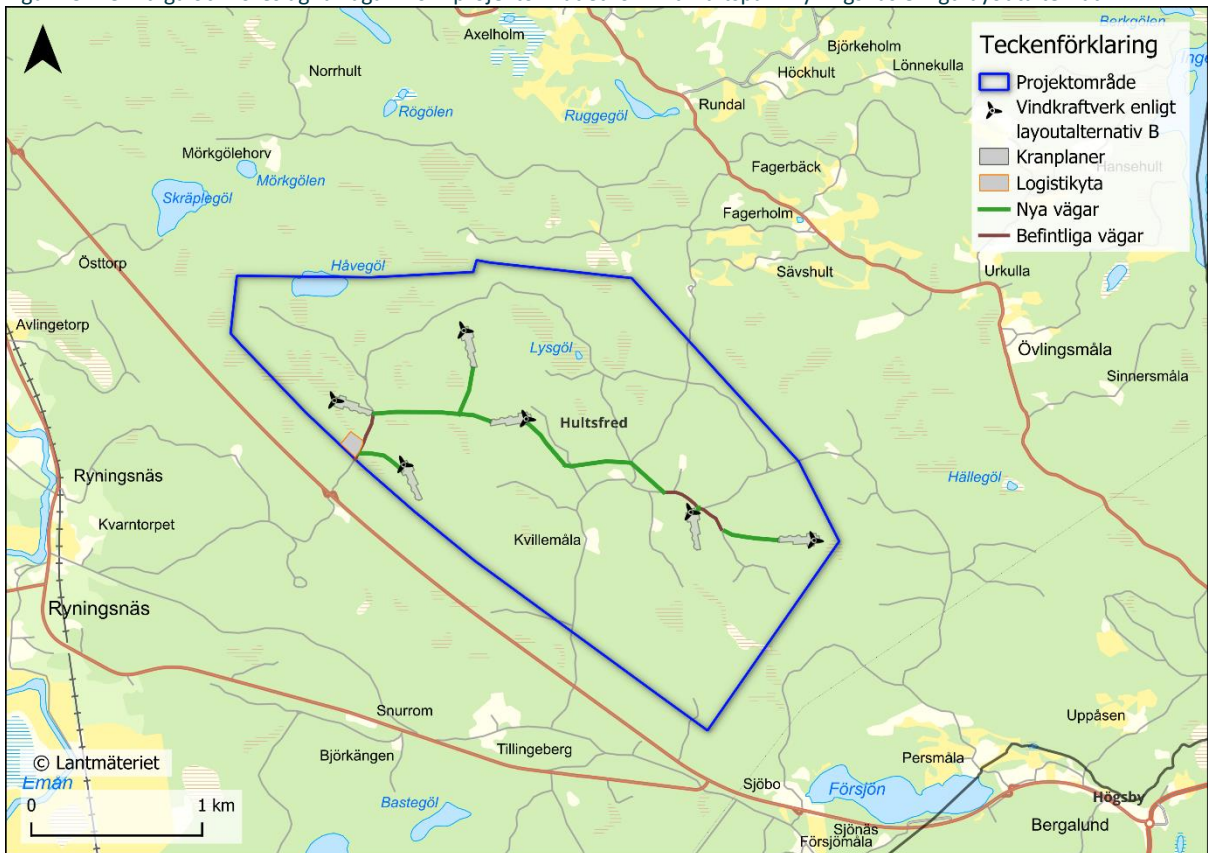 Axelholm
Berkgölen
Björkeholm
Lönnekulla
Höckhult
Norrhult
Rögölen
Ruggegöl
Rundal
Teckenförklaring
Projektområde
Vindkraftverk enligt
layoutalternativ B
Kranplaner
Logistikyta
Nya vägar
Befintliga vägar
Hansehult
Mörkgölehorv
Mörkgölen
Skräplegöl
Fagerbäck
Fagerholm
Östtorp
Håvegöl
Sävshult
Urkulla
Avlingetorp
Lysgöl
Övlingsmåla
Sinnersmåla
Hultsfred
Ryningsnäs
Hällegöl
Kvarntorpet
Kvillemåla
Ryningsnäs
Snurrom
Uppåsen
Björkängen
Tillingeberg
Persmåla
© Lantmäteriet
Emån
Sjöbo
Försjön
Högsby
0 1 km
Bastegöl
Sjönäs
Bergalund
Försjömåla